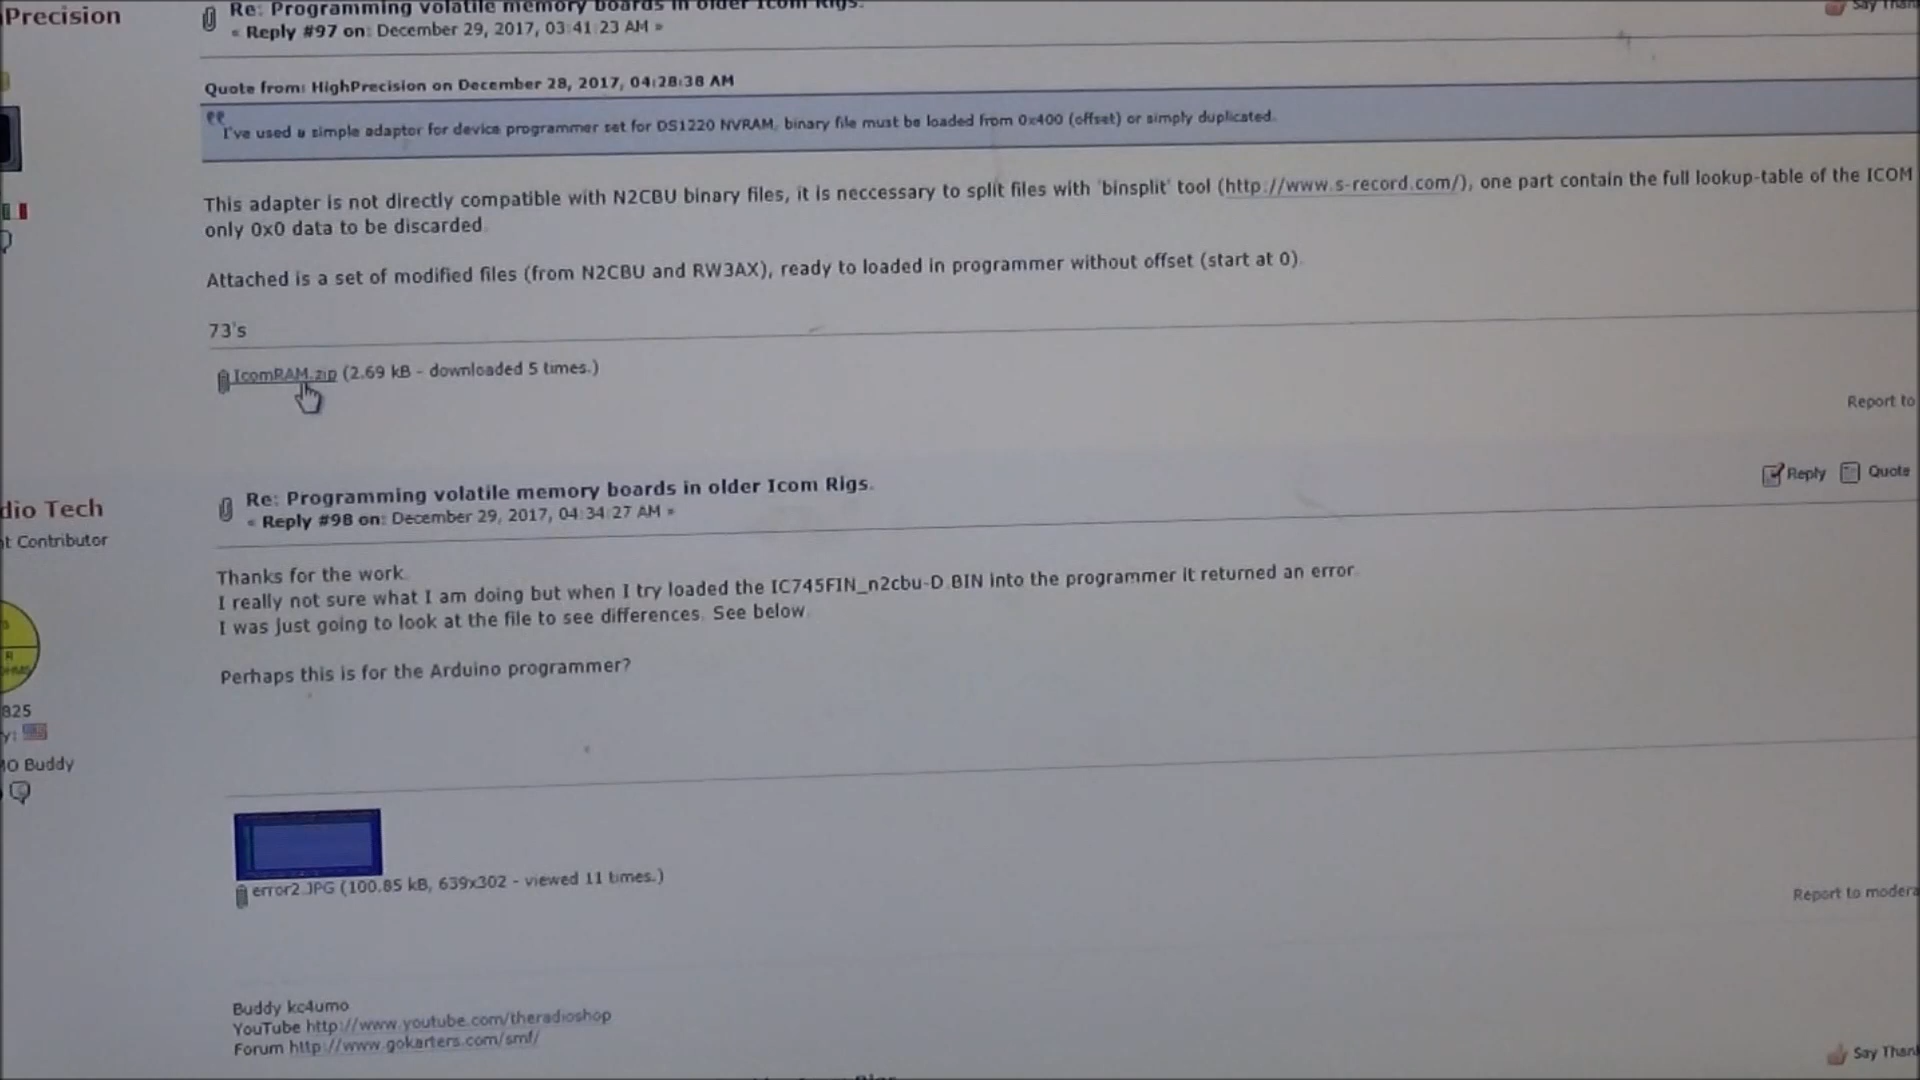 Precision
Re: Programming volatile memory boards in older Icom Rigs.
« Reply #97 on: December 29, 2017, 03:41:23 AM »
Say Than
Quote from: HighPrecision on December 28, 2017, 04:28:38 AM
I've used a simple adaptor for device programmer set for DS1220 NVRAM, binary file must be loaded from 0x400 (offset) or simply duplicated.
This adapter is not directly compatible with N2CBU binary files, it is neccessary to split files with 'binsplit' tool (http://www.s-record.com/), one part contain the full lookup-table of the ICOM
only 0x0 data to be discarded.
Attached is a set of modified files (from N2CBU and RW3AX), ready to loaded in programmer without offset (start at 0).
73's
IcomRAM.zip (2.69 kB - downloaded 5 times.)
Report to
dio Tech
t Contributor
825
y:
MO Buddy
Re: Programming volatile memory boards in older Icom Rigs.
« Reply #98 on: December 29, 2017, 04:34:27 AM »
Reply Quote
Thanks for the work.
I really not sure what I am doing but when I try loaded the IC745FIN_n2cbu-D.BIN into the programmer it returned an error.
I was just going to look at the file to see differences. See below.
Perhaps this is for the Arduino programmer?
error2.JPG (100.85 kB, 639x302 - viewed 11 times.)
Report to modera
Buddy kc4umo
YouTube http://www.youtube.com/theradioshop
Forum http://www.gokarters.com/smf/
Say Than